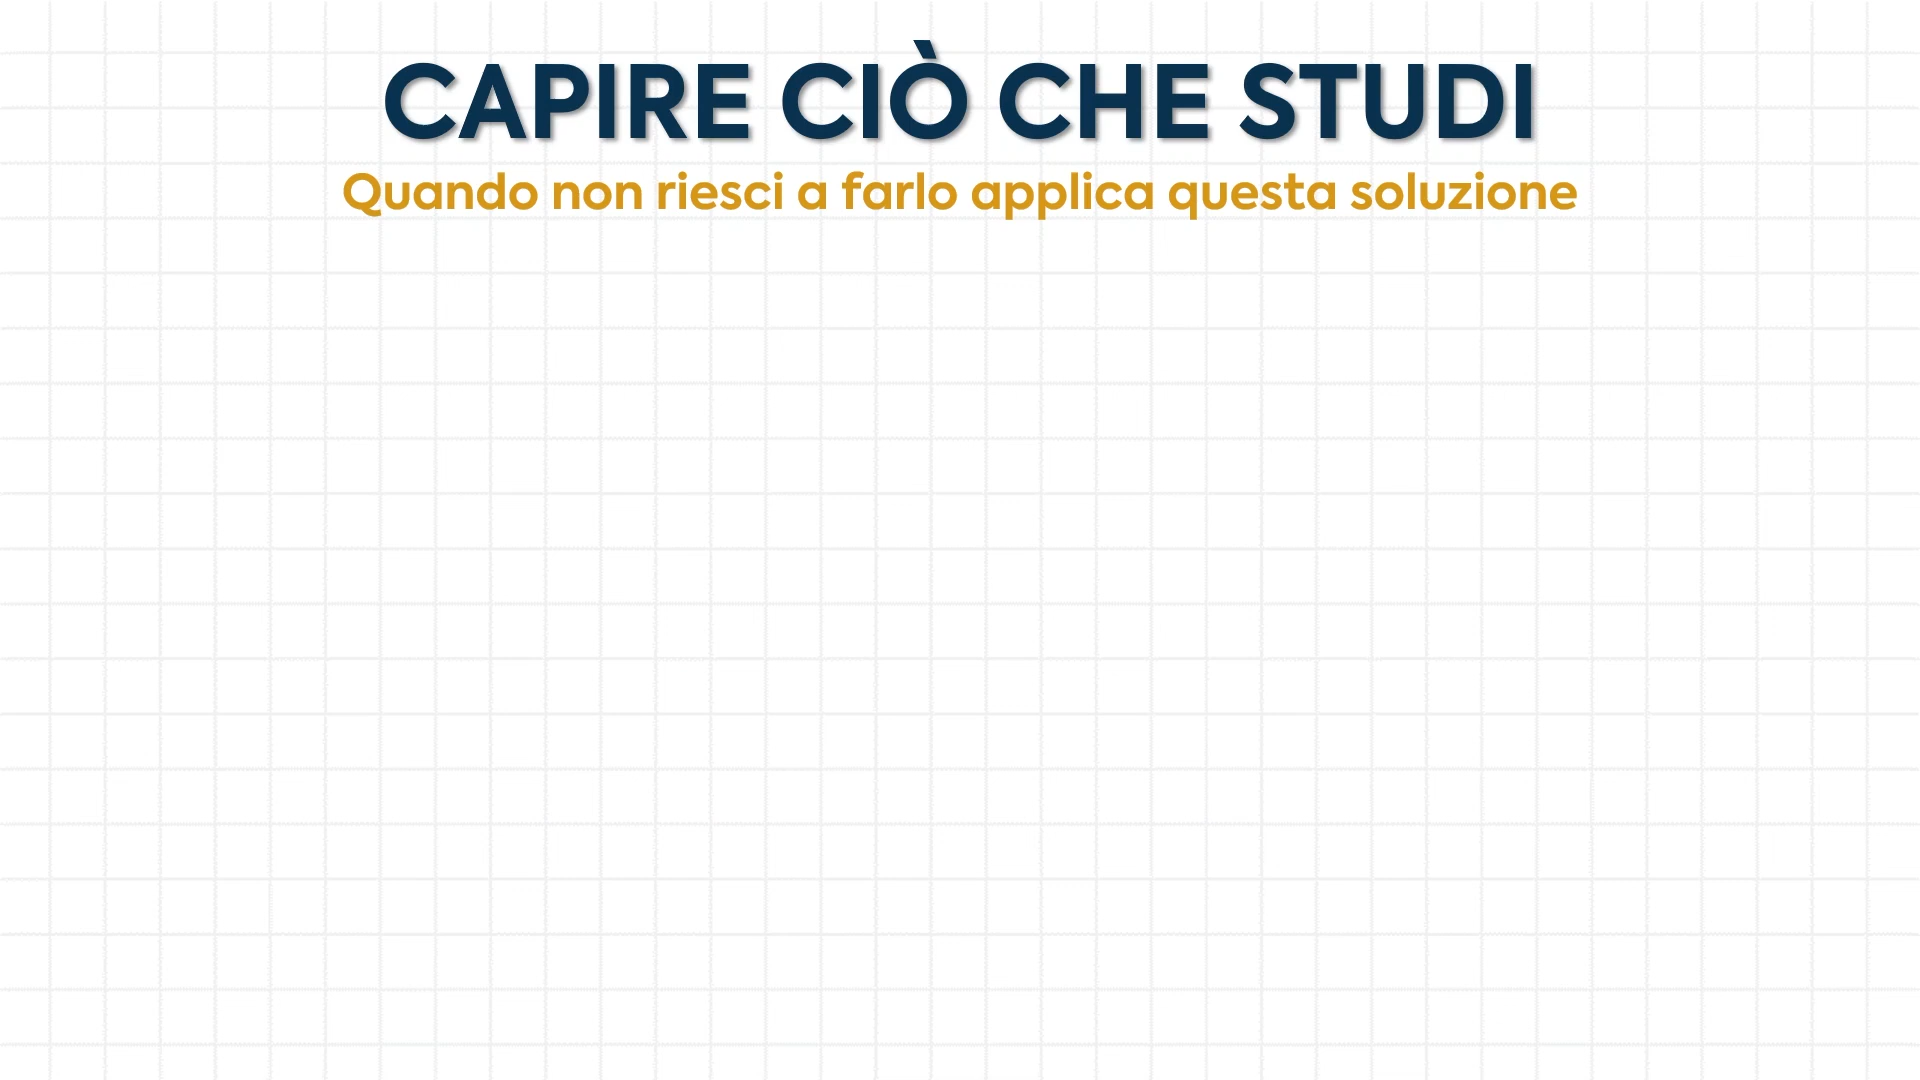 CAPIRE CIÒ CHE STUDI
Quando non riesci a farlo applica questa soluzione